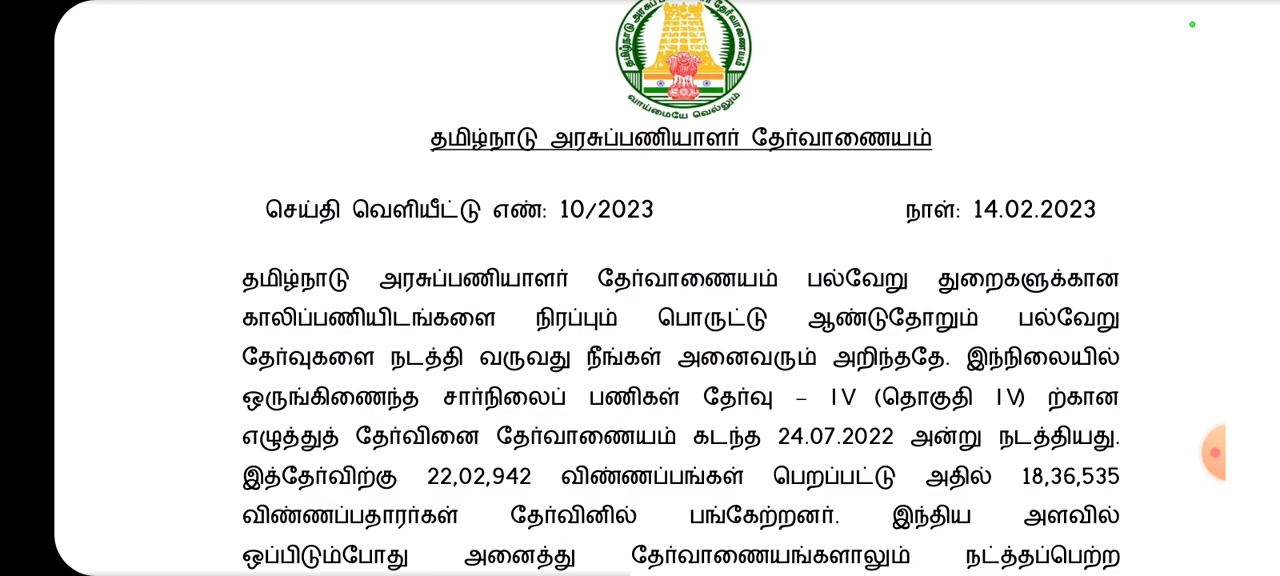 வாய்மையே வெல்லும்
தமிழ்நாடு அரசுப்பணியாளர் தேர்வாணையம்
செய்தி வெளியீட்டு எண்: 10/2023 நாள்: 14.02.2023
தமிழ்நாடு அரசுப்பணியாளர் தேர்வாணையம் பல்வேறு துறைகளுக்கான
காலிப்பணியிடங்களை நிரப்பும் பொருட்டு ஆண்டுதோறும் பல்வேறு
தேர்வுகளை நடத்தி வருவது நீங்கள் அனைவரும் அறிந்ததே. இந்நிலையில்
ஒருங்கிணைந்த சார்நிலைப் பணிகள் தேர்வு – IV (தொகுதி IV) ற்கான
எழுத்துத் தேர்வினை தேர்வாணையம் கடந்த 24.07.2022 அன்று நடத்தியது.
இத்தேர்விற்கு 22,02,942 விண்ணப்பங்கள் பெறப்பட்டு அதில் 18,36,535
விண்ணப்பதாரர்கள் தேர்வினில் பங்கேற்றனர். இந்திய அளவில்
ஒப்பிடும்போது அனைத்து தேர்வாணையங்களாலும் நட்த்தப்பெற்ற